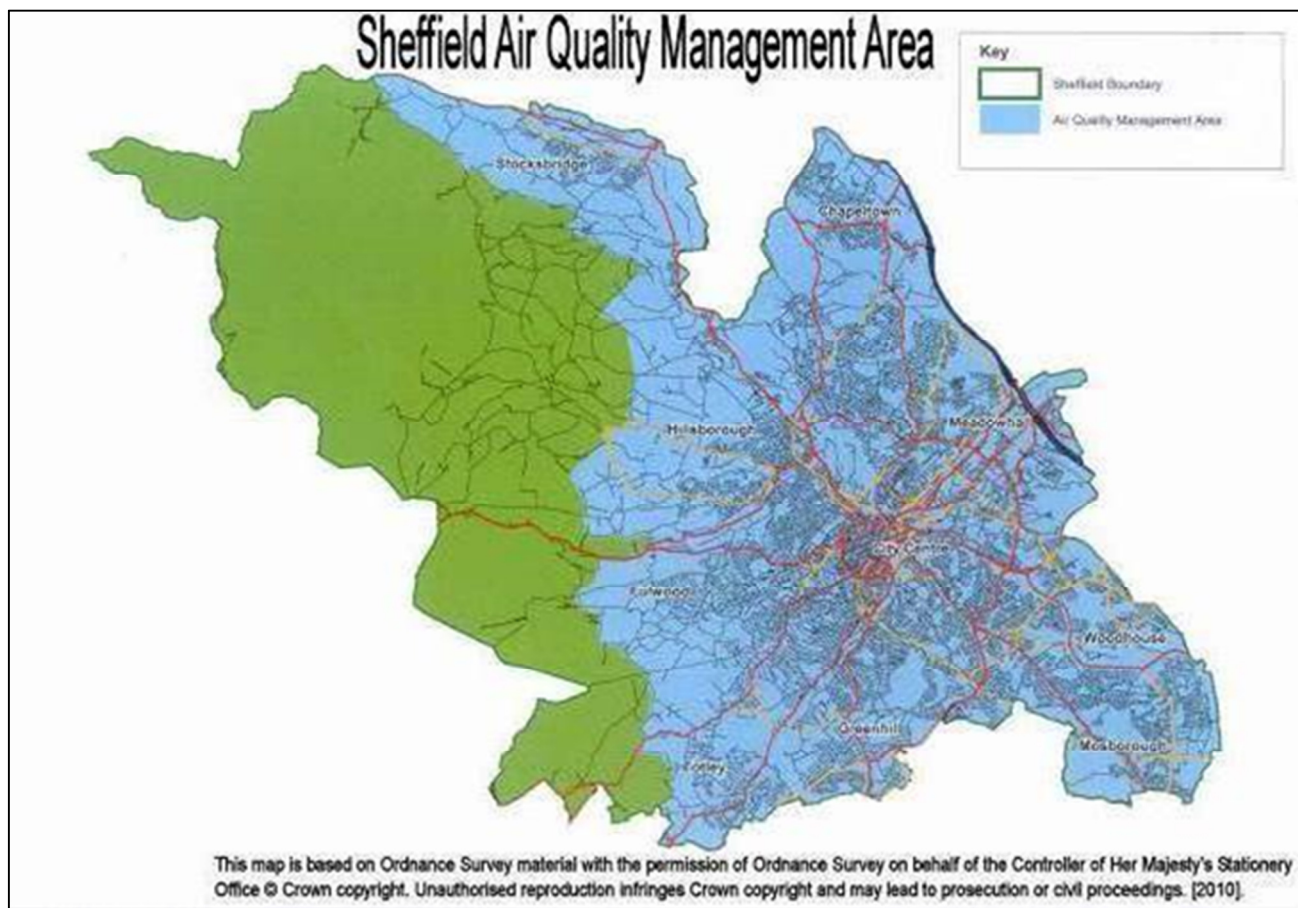 Sheffield Air Quality Management Area
Key
Sheffield Boundary
Air Quality Management Area
Stocksbridge
Chapeltown
Hillsborough
Meadowhall
City Centre
Fulwood
Woodhouse
Greenhill
Mosborough
Totley
This map is based on Ordnance Survey material with the permission of Ordnance Survey on behalf of the Controller of Her Majesty's Stationery
Office © Crown copyright. Unauthorised reproduction infringes Crown copyright and may lead to prosecution or civil proceedings. [2010].